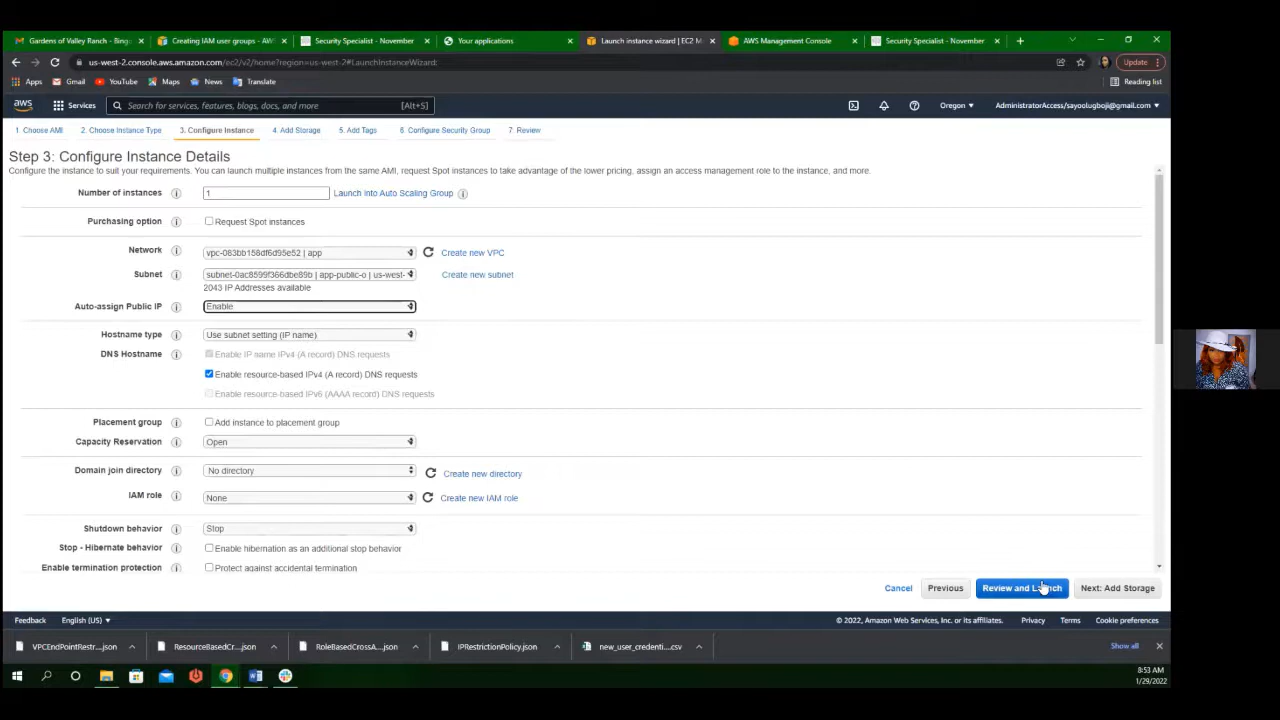 Gardens of Valley Ranch - Bing
Creating IAM user groups - AWS
Security Specialist - November
Your applications
Launch instance wizard | EC2 M
AWS Management Console
Security Specialist - November
us-west-2.console.aws.amazon.com/ec2/v2/home?region=us-west-2#LaunchInstanceWizard:
Update
Apps Gmail YouTube Maps News Translate Reading list
aws Services Search for services, features, blogs, docs, and more [Alt+S] Oregon AdministratorAccess/sayoolugboji@gmail.com
1. Choose AMI 2. Choose Instance Type 3. Configure Instance 4. Add Storage 5. Add Tags 6. Configure Security Group 7. Review
Step 3: Configure Instance Details
Configure the instance to suit your requirements. You can launch multiple instances from the same AMI, request Spot instances to take advantage of the lower pricing, assign an access management role to the instance, and more.
Number of instances 1 Launch into Auto Scaling Group
Purchasing option Request Spot instances
Network vpc-083bb158df6d95e52 | app Create new VPC
Subnet subnet-0ac8599f366dbe89b | app-public-o | us-west- Create new subnet
2043 IP Addresses available
Auto-assign Public IP Enable
Hostname type Use subnet setting (IP name)
DNS Hostname Enable IP name IPv4 (A record) DNS requests
Enable resource-based IPv4 (A record) DNS requests
Enable resource-based IPv6 (AAAA record) DNS requests
Placement group Add instance to placement group
Capacity Reservation Open
Domain join directory No directory Create new directory
IAM role None Create new IAM role
Shutdown behavior Stop
Stop - Hibernate behavior Enable hibernation as an additional stop behavior
Enable termination protection Protect against accidental termination
Cancel Previous Review and Launch Next: Add Storage
Feedback English (US) © 2022, Amazon Web Services, Inc. or its affiliates. Privacy Terms Cookie preferences
VPCEndPointRestr....json ResourceBasedCr....json RoleBasedCrossA....json IPRestrictionPolicy.json new_user_credenti....csv Show all
8:53 AM
1/29/2022